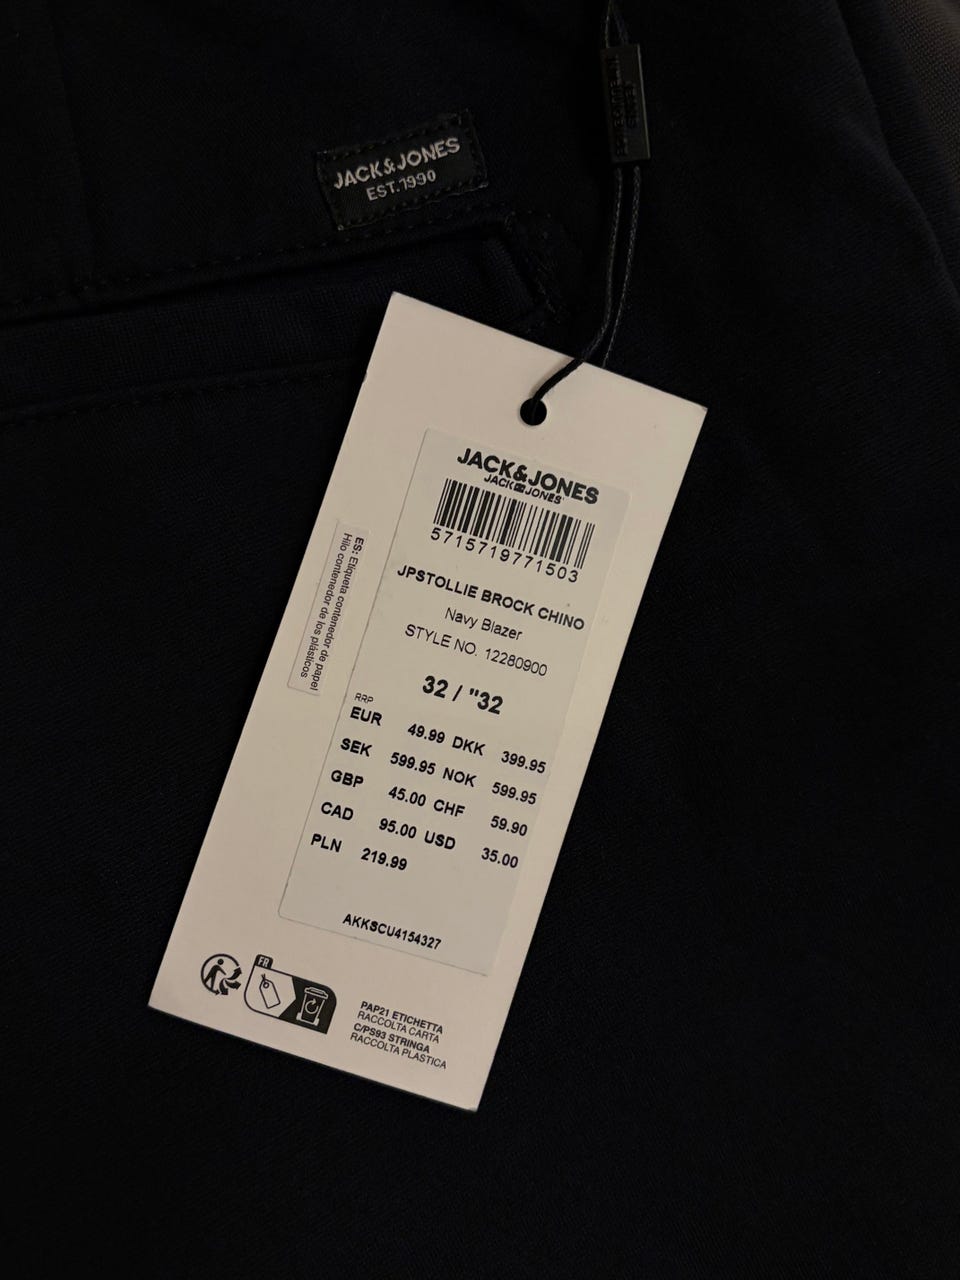 JACK&JONES
EST.1990
JACK&JONES
JACK&JONES
5715719771503
JPSTOLLIE BROCK CHINO
Navy Blazer
STYLE NO. 12280900
32 / "32
RRP
EUR 49.99 DKK 399.95
SEK 599.95 NOK 599.95
GBP 45.00 CHF 59.90
CAD 95.00 USD 35.00
PLN 219.99
AKKSCU4154327
ES: Etiqueta contenedor de papel
Hilo contenedor de los plásticos
FR
PAP21 ETICHETTA
RACCOLTA CARTA
C/PS93 STRINGA
RACCOLTA PLASTICA